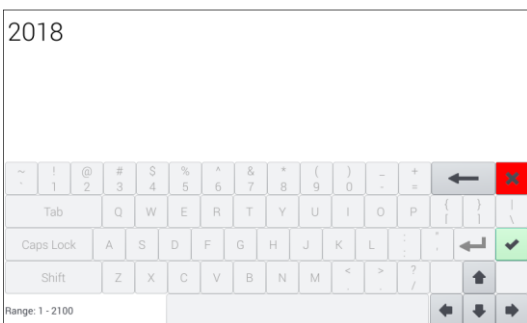 2018
~ ! @ # $ % ^ & * ( ) _ +
` 1 2 3 4 5 6 7 8 9 0 - =
Tab Q W E R T Y U I O P { } |
[ ] \
Caps Lock A S D F G H J K L : "
; '
Shift Z X C V B N M < > ?
, . /
Range: 1 - 2100